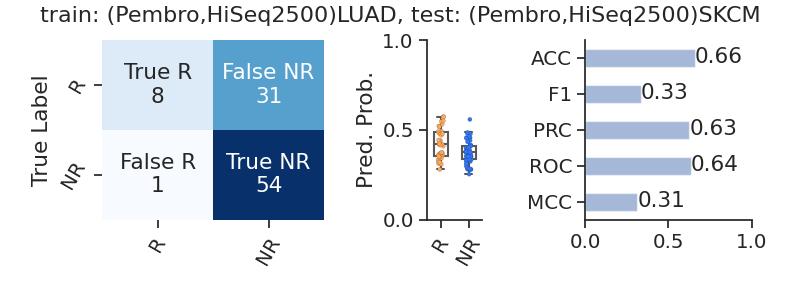 train: (Pembro,HiSeq2500)LUAD, test: (Pembro,HiSeq2500)SKCM
True Label
R
NR
True R
8
False NR
31
False R
1
True NR
54
R
NR
Pred. Prob.
1.0
0.5
0.0
R
NR
ACC
0.66
F1
0.33
PRC
0.63
ROC
0.64
MCC
0.31
0.0
0.5
1.0